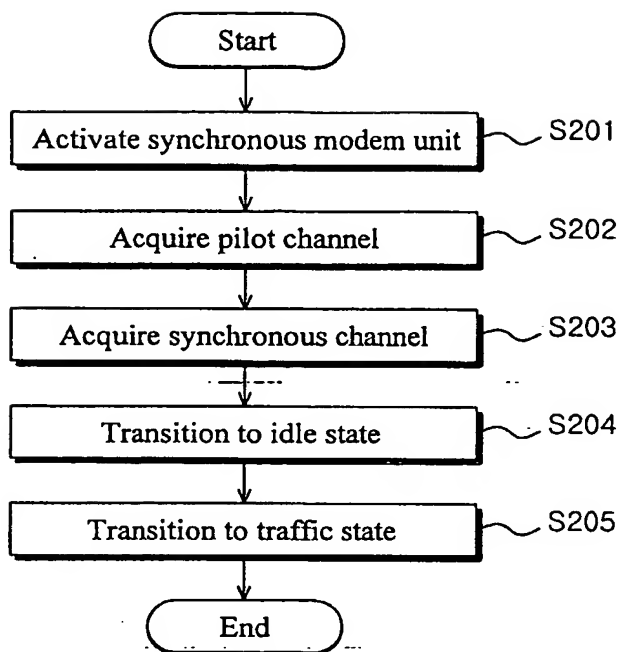 Start
Activate synchronous modem unit
S201
Acquire pilot channel
S202
Acquire synchronous channel
S203
Transition to idle state
S204
Transition to traffic state
S205
End